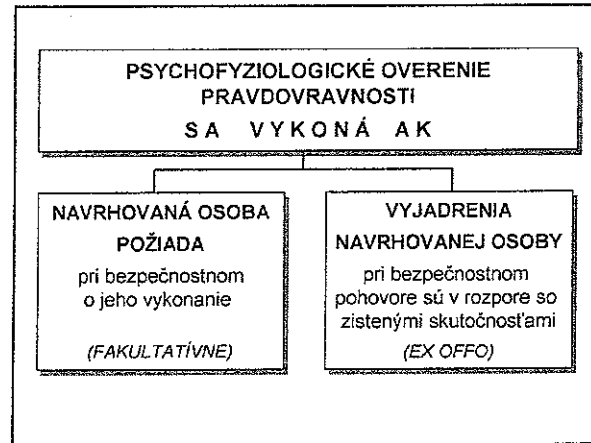 PSYCHOFYZIOLOGICKÉ OVERENIE
PRAVDOVRAVNOSTI
SA VYKONÁ AK
NAVRHOVANÁ OSOBA
POŽIADA
pri bezpečnostnom
o jeho vykonanie
(FAKULTATÍVNE)
VYJADRENIA
NAVRHOVANEJ OSOBY
pri bezpečnostnom
pohovore sú v rozpore so
zistenými skutočnosťami
(EX OFFO)